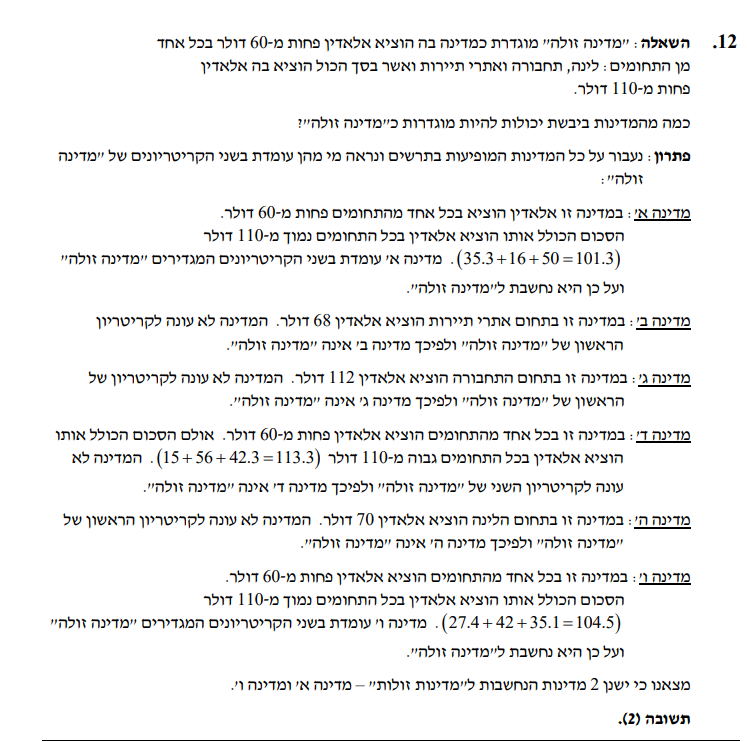 12. השאלה: "מדינה זולה" מוגדרת כמדינה בה הוציא אלאדין פחות מ-60 דולר בכל אחד
מן התחומים: לינה, תחבורה ואתרי תיירות ואשר בסך הכול הוציא בה אלאדין
פחות מ-110 דולר.
כמה מהמדינות ביבשת יכולות להיות מוגדרות כ"מדינה זולה"?
פתרון: נעבור על כל המדינות המופיעות בתרשים ונראה מי מהן עומדת בשני הקריטריונים של "מדינה
זולה":
מדינה א': במדינה זו אלאדין הוציא בכל אחד מהתחומים פחות מ-60 דולר.
הסכום הכולל אותו הוציא אלאדין בכל התחומים נמוך מ-110 דולר
(35.3+16+50=101.3). מדינה א' עומדת בשני הקריטריונים המגדירים "מדינה זולה"
ועל כן היא נחשבת ל"מדינה זולה".
מדינה ב': במדינה זו בתחום אתרי תיירות הוציא אלאדין 68 דולר. המדינה לא עונה לקריטריון
הראשון של "מדינה זולה" ולפיכך מדינה ב' אינה "מדינה זולה".
מדינה ג': במדינה זו בתחום התחבורה הוציא אלאדין 112 דולר. המדינה לא עונה לקריטריון של
הראשון של "מדינה זולה" ולפיכך מדינה ג' אינה "מדינה זולה".
מדינה ד': במדינה זו בכל אחד מהתחומים הוציא אלאדין פחות מ-60 דולר. אולם הסכום הכולל אותו
הוציא אלאדין בכל התחומים גבוה מ-110 דולר (15+56+42.3=113.3). המדינה לא
עונה לקריטריון השני של "מדינה זולה" ולפיכך מדינה ד' אינה "מדינה זולה".
מדינה ה': במדינה זו בתחום הלינה הוציא אלאדין 70 דולר. המדינה לא עונה לקריטריון הראשון של
"מדינה זולה" ולפיכך מדינה ה' אינה "מדינה זולה".
מדינה ו': במדינה זו בכל אחד מהתחומים הוציא אלאדין פחות מ-60 דולר.
הסכום הכולל אותו הוציא אלאדין בכל התחומים נמוך מ-110 דולר
(27.4+42+35.1=104.5). מדינה ו' עומדת בשני הקריטריונים המגדירים "מדינה זולה"
ועל כן היא נחשבת ל"מדינה זולה".
מצאנו כי ישנן 2 מדינות הנחשבות ל"מדינות זולות" – מדינה א' ומדינה ו'.
תשובה (2).